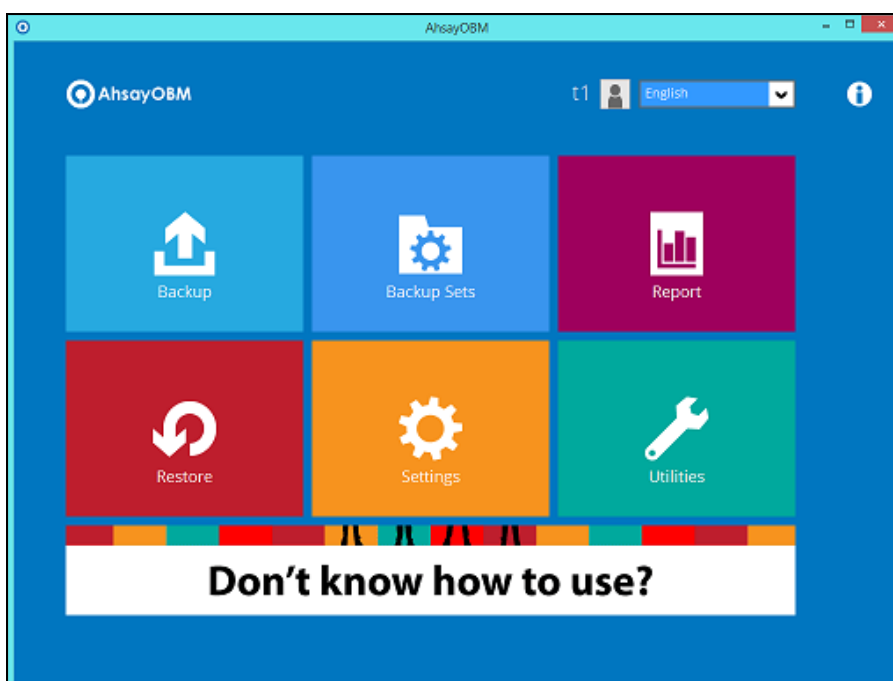 AhsayOBM
AhsayOBM
t1
English
Backup
Backup Sets
Report
Restore
Settings
Utilities
Don't know how to use?